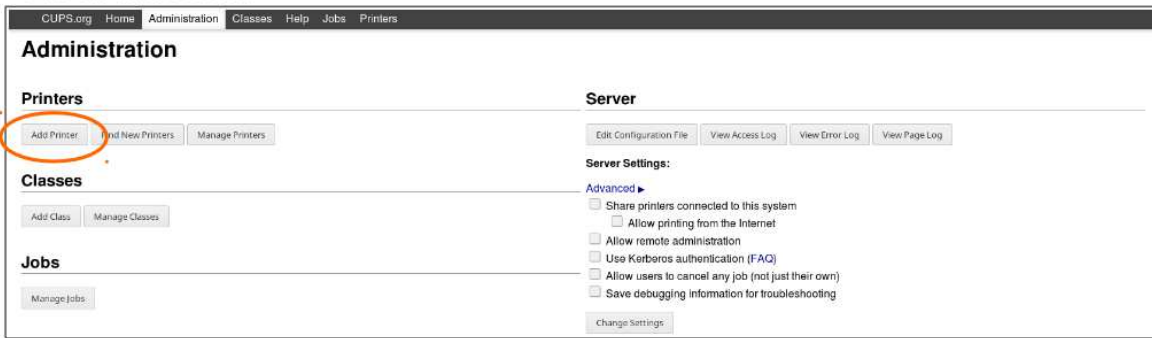 CUPS.org Home Administration Classes Help Jobs Printers
Administration
Printers
Add Printer Find New Printers Manage Printers
Classes
Add Class Manage Classes
Jobs
Manage Jobs
Server
Edit Configuration File View Access Log View Error Log View Page Log
Server Settings:
Advanced ▶
Share printers connected to this system
Allow printing from the Internet
Allow remote administration
Use Kerberos authentication (FAQ)
Allow users to cancel any job (not just their own)
Save debugging information for troubleshooting
Change Settings